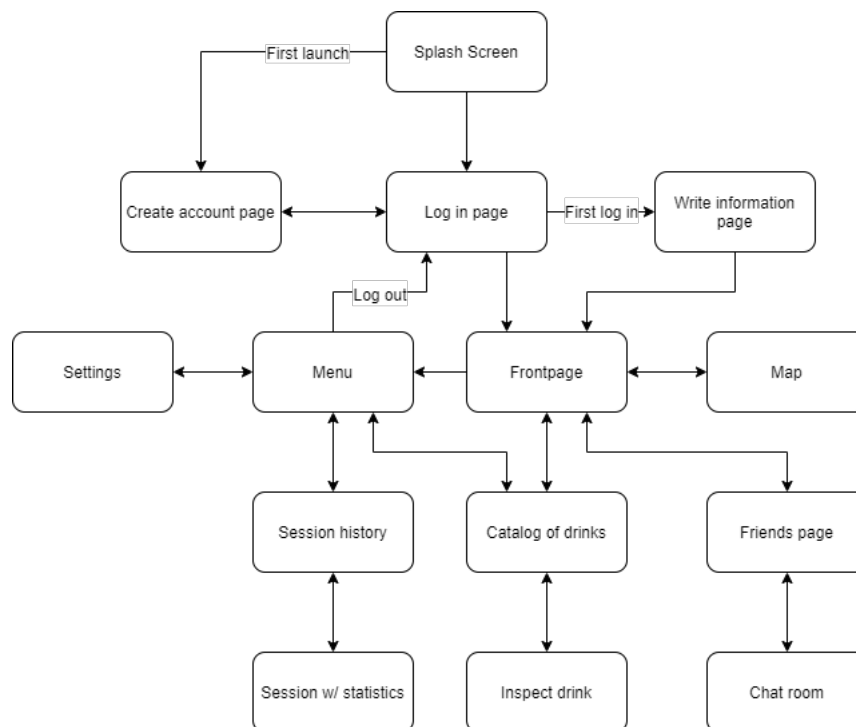 Splash Screen
First launch
Create account page
Log in page
First log in
Write information
page
Log out
Settings
Menu
Frontpage
Map
Session history
Catalog of drinks
Friends page
Session w/ statistics
Inspect drink
Chat room